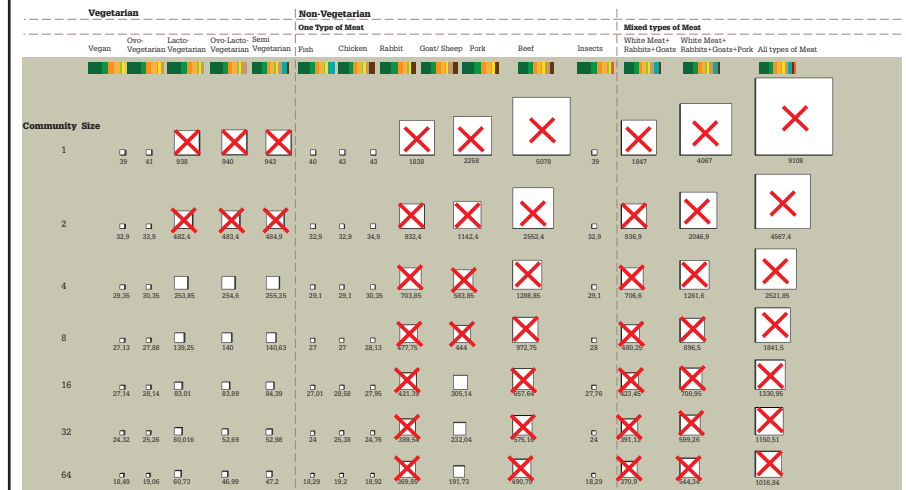 Vegetarian Non-Vegetarian
One Type of Meat Mixed types of Meat
Vegan Ovo-Vegetarian Lacto-Vegetarian Ovo-Lacto-Vegetarian Semi Vegetarian Fish Chicken Rabbit Goat/ Sheep Pork Beef Insects White Meat+ Rabbits+Goats White Meat+ Rabbits+Goats+Pork All types of Meat
Community Size
1
39 41 938 940 943 40 43 43 1838 2258 5078 39 1847 4067 9108
2
32,9 33,9 482,4 483,4 484,9 32,9 32,9 34,9 932,4 1142,4 2552,4 32,9 936,9 2046,9 4567,4
4
29,35 30,35 253,85 254,6 255,35 29,1 29,1 30,35 703,85 583,85 1288,85 29,1 706,6 1261,6 2521,85
8
27,13 27,88 139,25 140 140,63 27 27 28,13 477,75 444 972,75 28 480,25 896,5 1841,5
16
27,14 28,14 83,01 83,89 84,39 27,01 28,58 27,95 421,39 305,14 657,64 27,76 423,45 700,95 1330,95
32
24,32 25,26 80,016 52,69 52,98 24 25,38 24,76 389,54 232,04 575,16 24 391,12 599,26 1150,51
64
18,49 19,06 60,73 46,99 47,2 18,29 19,2 18,92 369,85 191,73 490,79 18,29 370,9 544,34 1016,84